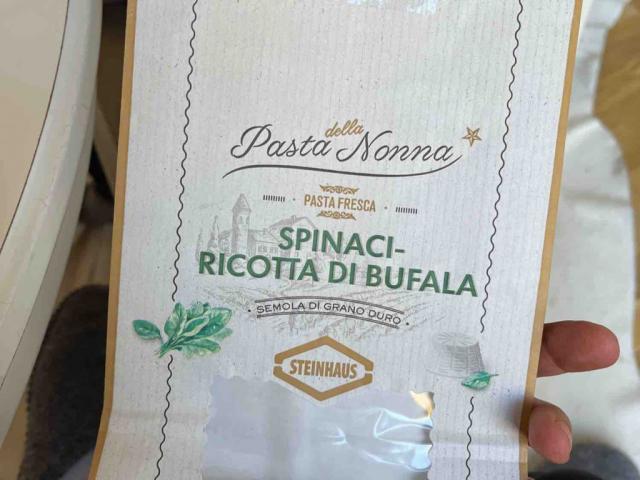 della
Pasta Nonna
PASTA FRESCA
SPINACI-
RICOTTA DI BUFALA
SEMOLA DI GRANO DURO
STEINHAUS